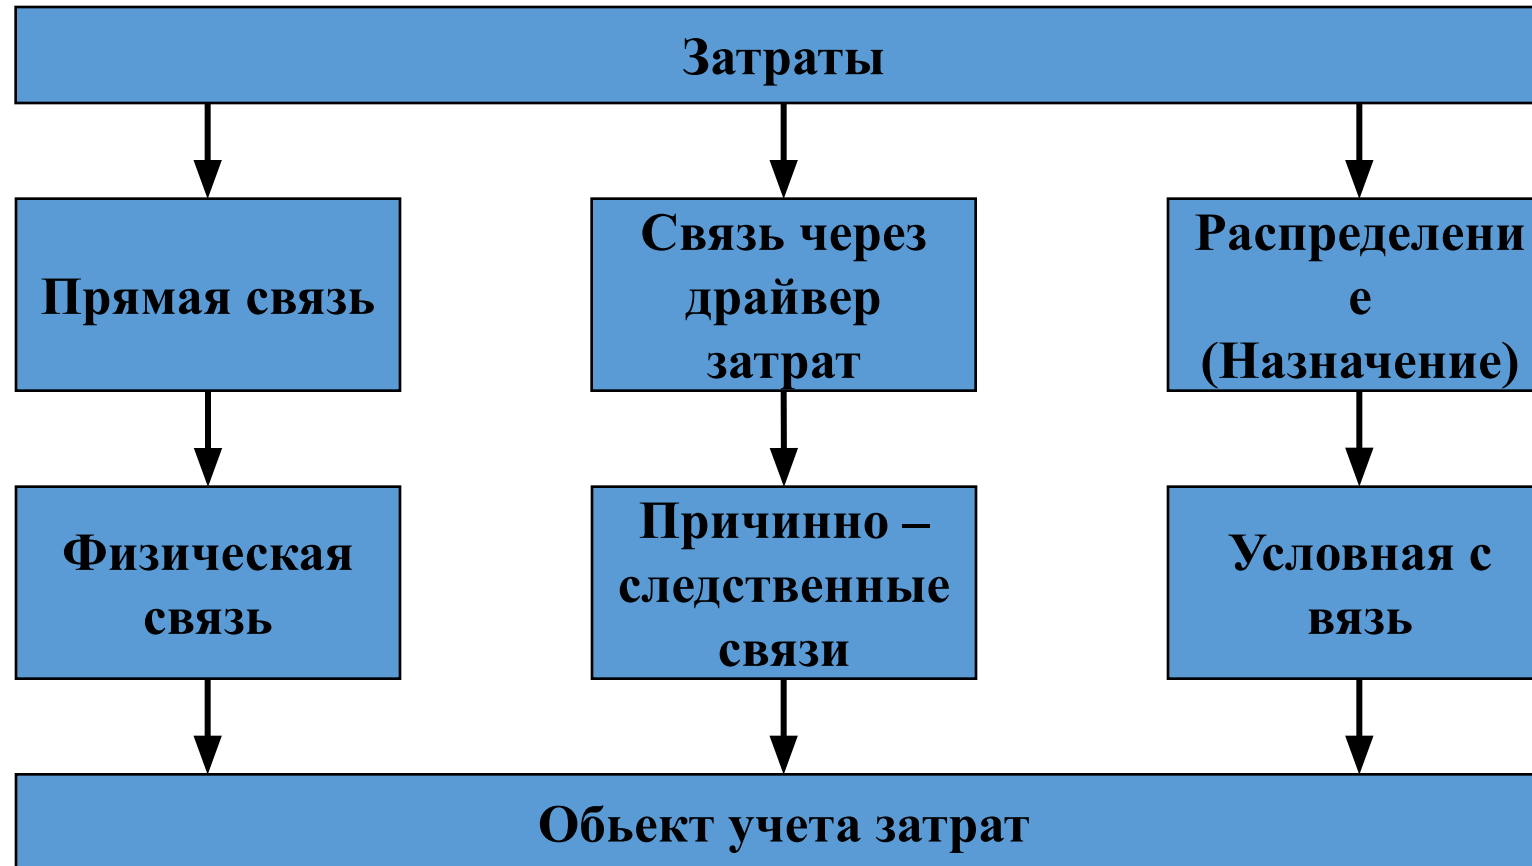 Затраты
Прямая связь
Связь через
драйвер
затрат
Распределени
е
(Назначение)
Физическая
связь
Причинно –
следственные
связи
Условная с
вязь
Обьект учета затрат